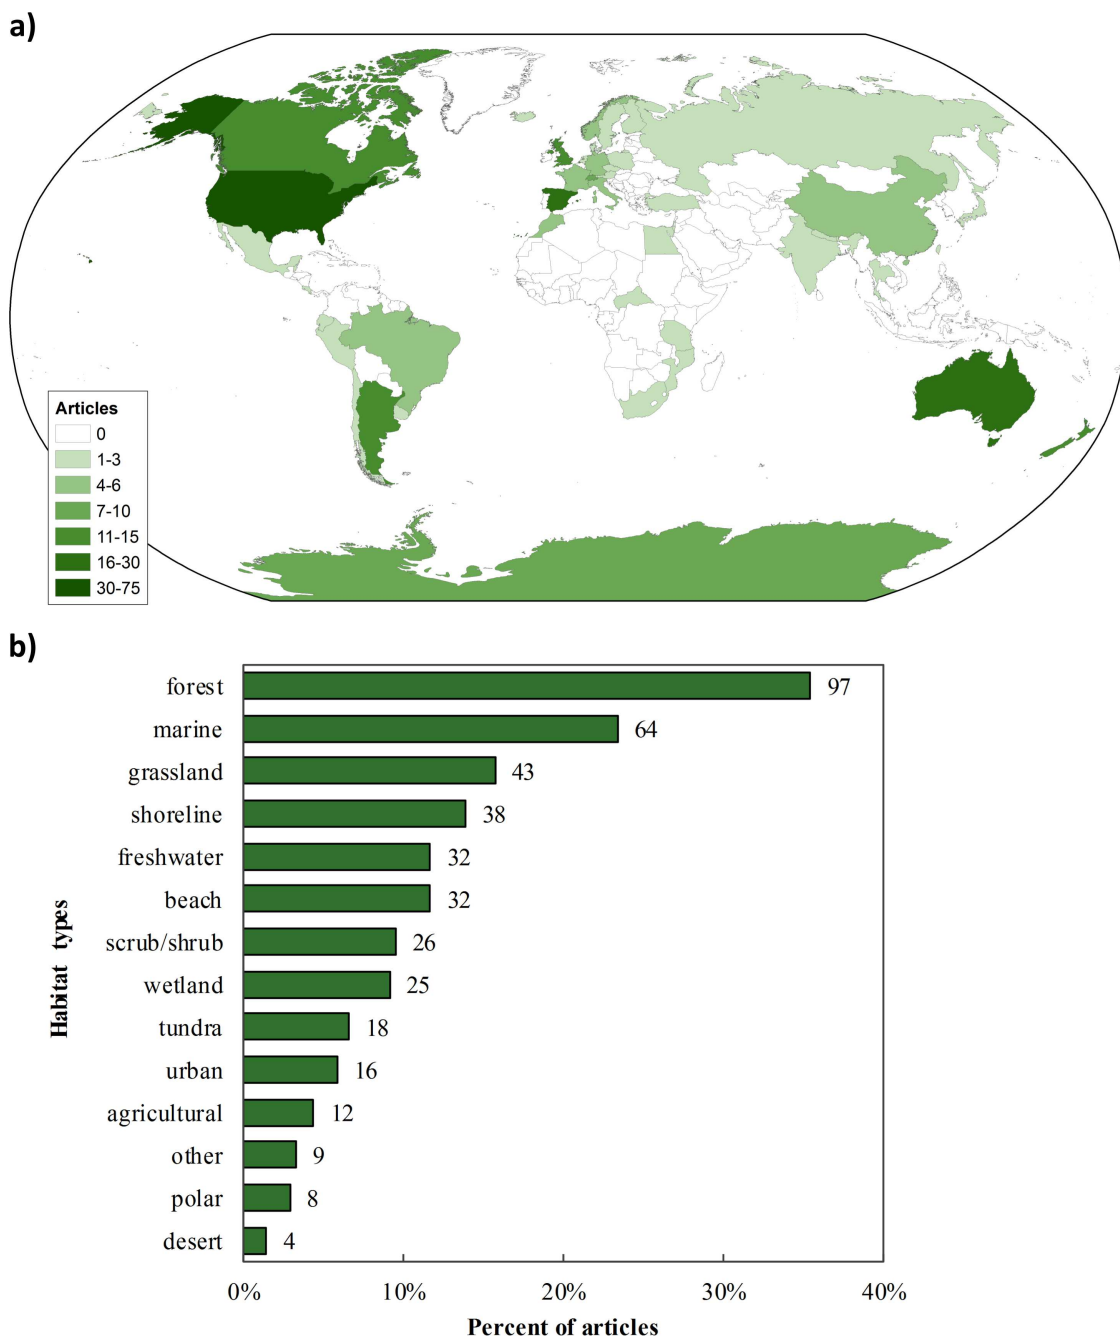 a)
Articles
0
1-3
4-6
7-10
11-15
16-30
30-75
b)
Habitat types
forest 97
marine 64
grassland 43
shoreline 38
freshwater 32
beach 32
scrub/shrub 26
wetland 25
tundra 18
urban 16
agricultural 12
other 9
polar 8
desert 4
0% 10% 20% 30% 40%
Percent of articles